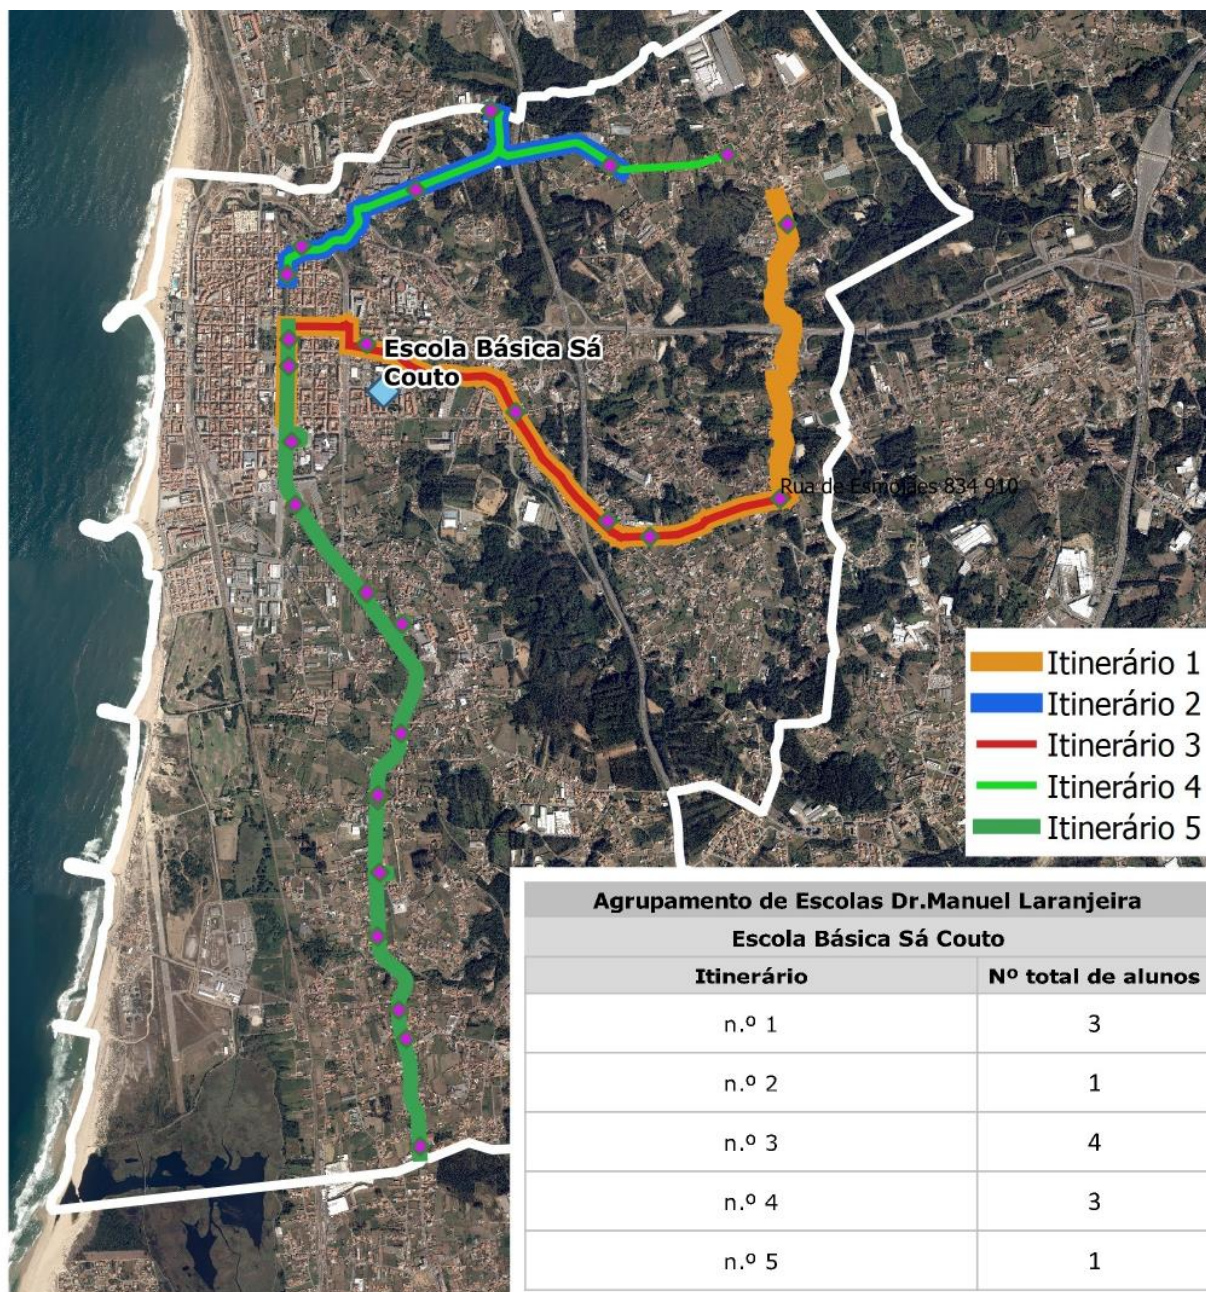 Escola Básica Sá
Couto
Rua de Esmojães 834 910
Itinerário 1
Itinerário 2
Itinerário 3
Itinerário 4
Itinerário 5
Agrupamento de Escolas Dr.Manuel Laranjeira
Escola Básica Sá Couto
Itinerário Nº total de alunos
n.º 1 3
n.º 2 1
n.º 3 4
n.º 4 3
n.º 5 1